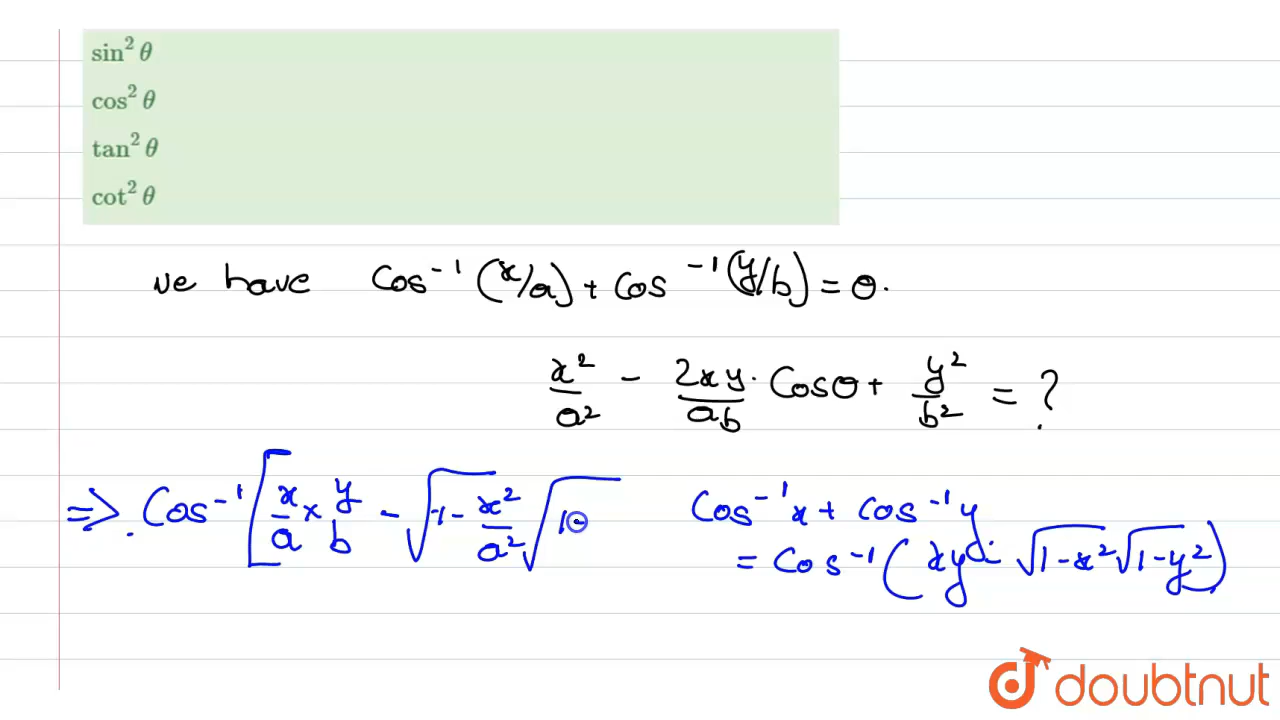 sin² θ
cos² θ
tan² θ
cot² θ
we have Cos⁻¹(x/a) + Cos⁻¹(y/b) = θ.
x²/a² - 2xy/ab · Cosθ + y²/b² = ?
=> Cos⁻¹[x/a × y/b - √1-x²/a² √1
Cos⁻¹x + Cos⁻¹y
= Cos⁻¹(xy - √1-x² √1-y²)
doubtnut